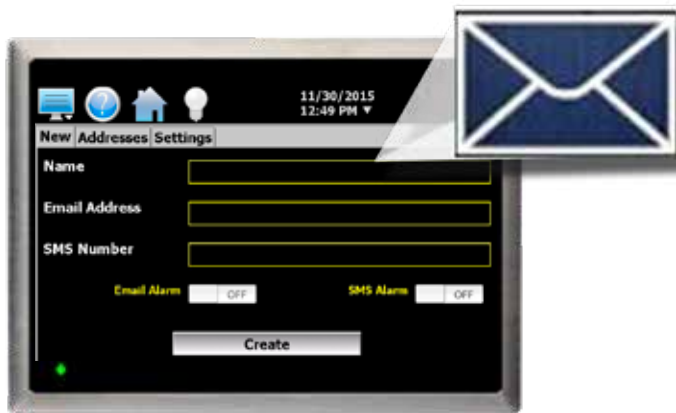 11/30/2015
12:49 PM ▼
New Addresses Settings
Name
Email Address
SMS Number
Email Alarm OFF SMS Alarm OFF
Create